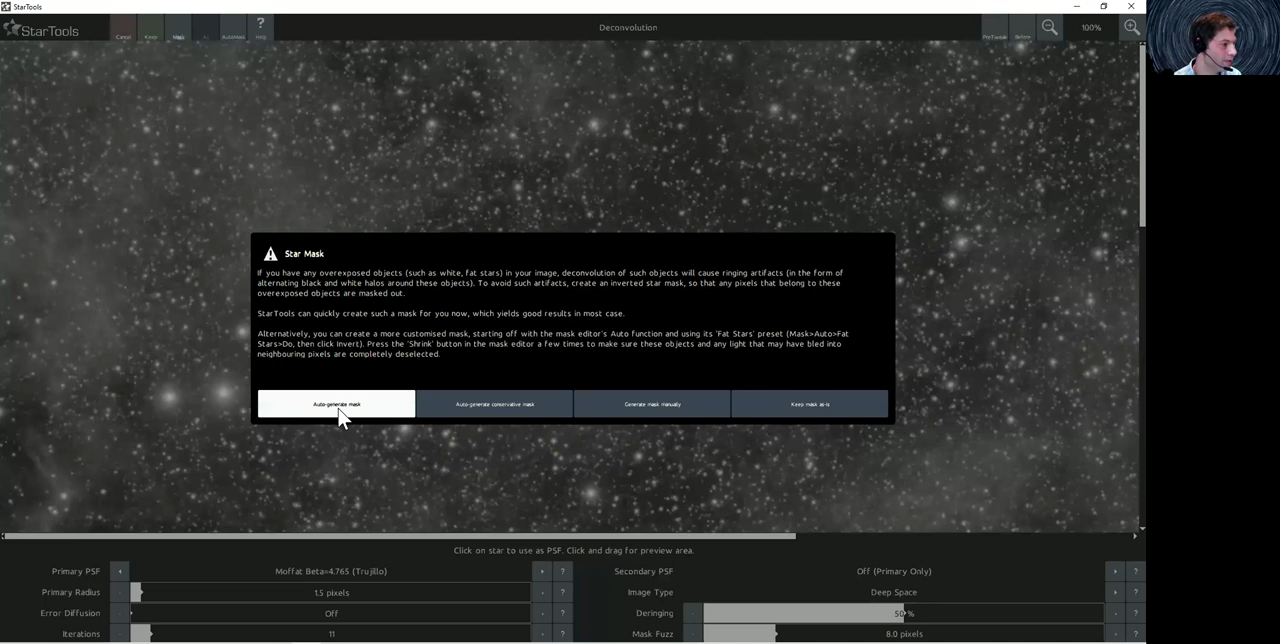 StarTools
StarTools
Cancel
Keep
Mask
AutoMask
?
Help
Deconvolution
PreTweak
Before
100%
Star Mask
If you have any overexposed objects (such as white, fat stars) in your image, deconvolution of such objects will cause ringing artifacts (in the form of
alternating black and white halos around these objects). To avoid such artifacts, create an inverted star mask, so that any pixels that belong to these
overexposed objects are masked out.
StarTools can quickly create such a mask for you now, which yields good results in most case.
Alternatively, you can create a more customised mask, starting off with the mask editor's Auto function and using its 'Fat Stars' preset (Mask>Auto>Fat
Stars>Do, then click Invert). Press the 'Shrink' button in the mask editor a few times to make sure these objects and any light that may have bled into
neighbouring pixels are completely deselected.
Auto-generate mask
Auto-generate conservative mask
Generate mask manually
Keep mask as-is
Click on star to use as PSF. Click and drag for preview area.
Primary PSF
Moffat Beta=4.765 (Trujillo)
?
Secondary PSF
Off (Primary Only)
?
Primary Radius
1.5 pixels
?
Image Type
Deep Space
?
Error Diffusion
Off
?
Deringing
50 %
?
Iterations
11
?
Mask Fuzz
8.0 pixels
?